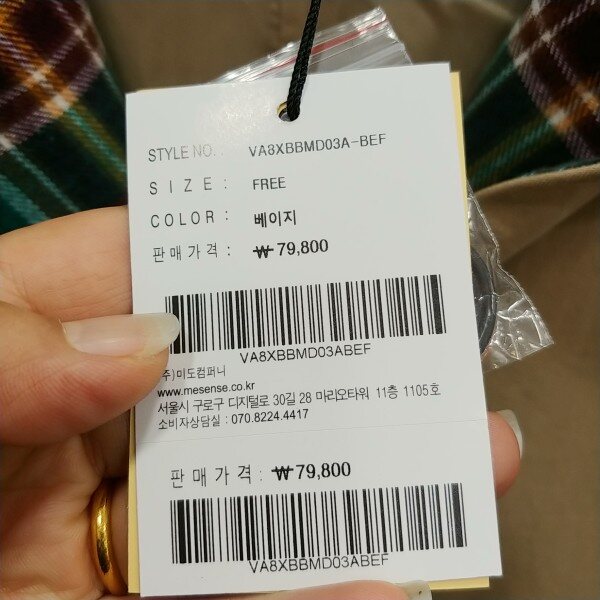 STYLE NO. : VA8XBBMD03A-BEF
SIZE : FREE
COLOR : 베이지
판매가격 : ₩ 79,800
VA8XBBMD03ABEF
주)미도컴퍼니
www.mesense.co.kr
서울시 구로구 디지털로 30길 28 마리오타워 11층 1105호
소비자상담실 : 070.8224.4417
판매가격 : ₩ 79,800
VA8XBBMD03ABEF